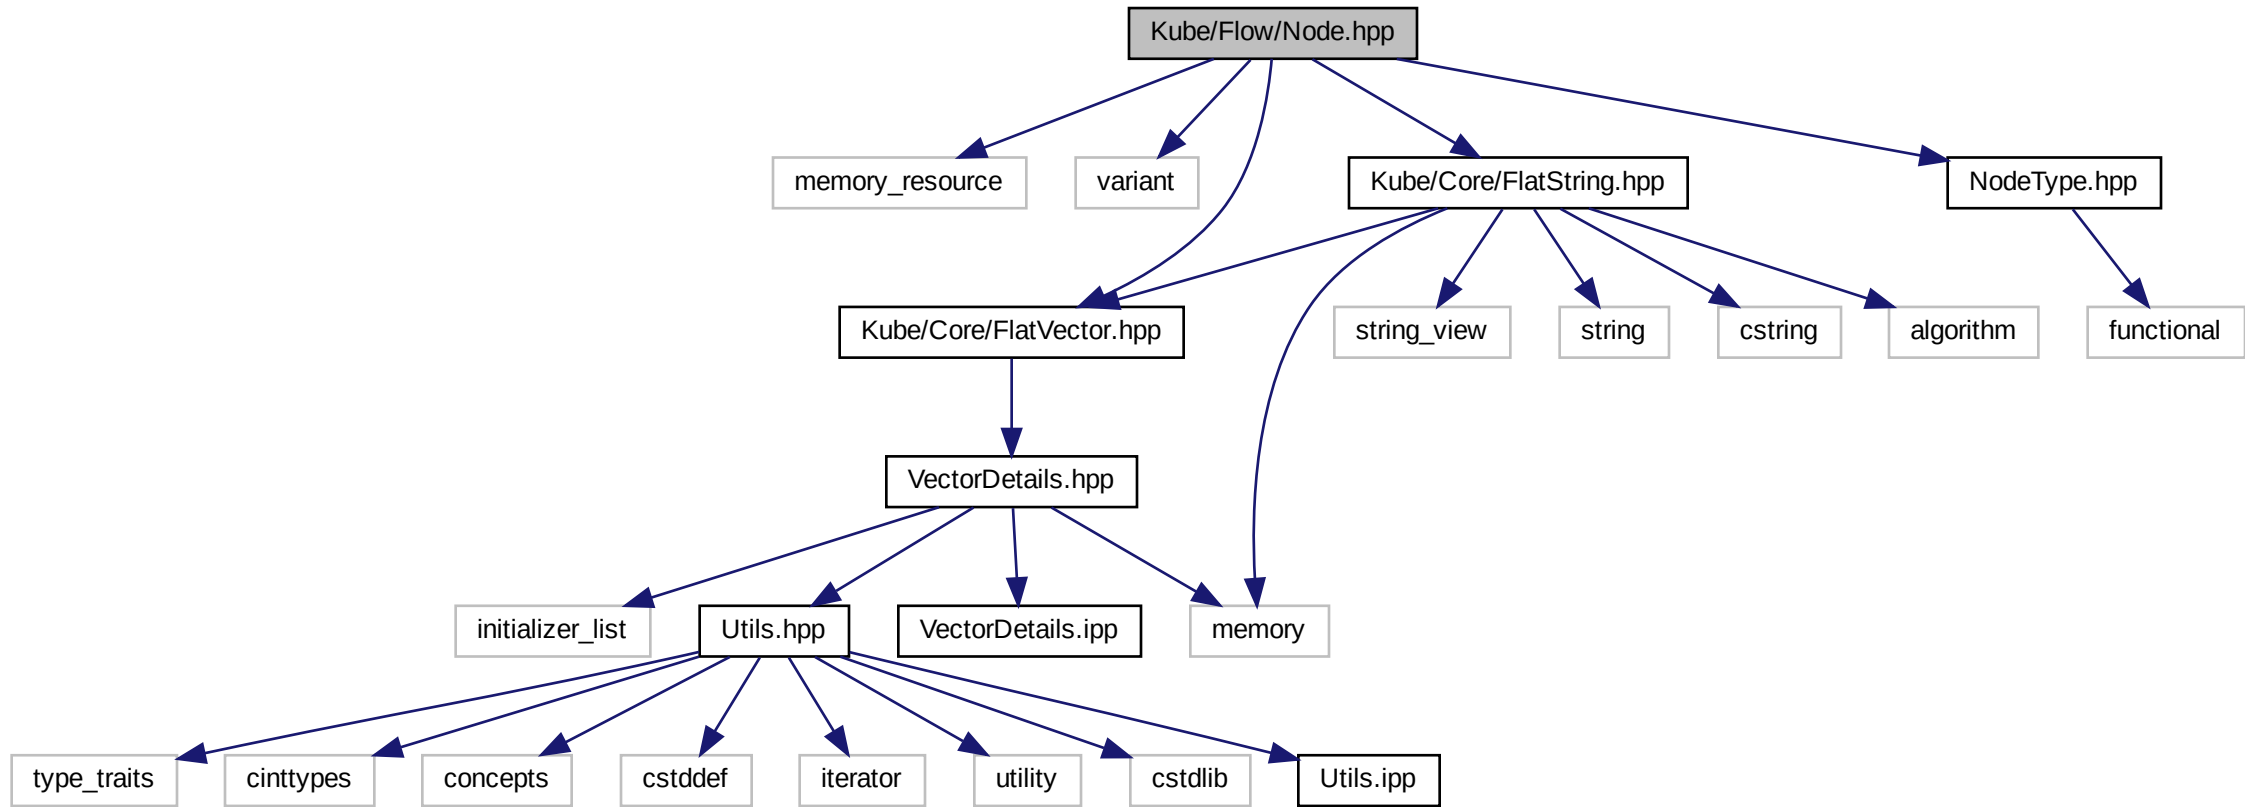 Kube/Flow/Node.hpp
memory_resource
variant
Kube/Core/FlatString.hpp
NodeType.hpp
Kube/Core/FlatVector.hpp
string_view
string
cstring
algorithm
functional
VectorDetails.hpp
initializer_list
Utils.hpp
VectorDetails.ipp
memory
type_traits
cinttypes
concepts
cstddef
iterator
utility
cstdlib
Utils.ipp